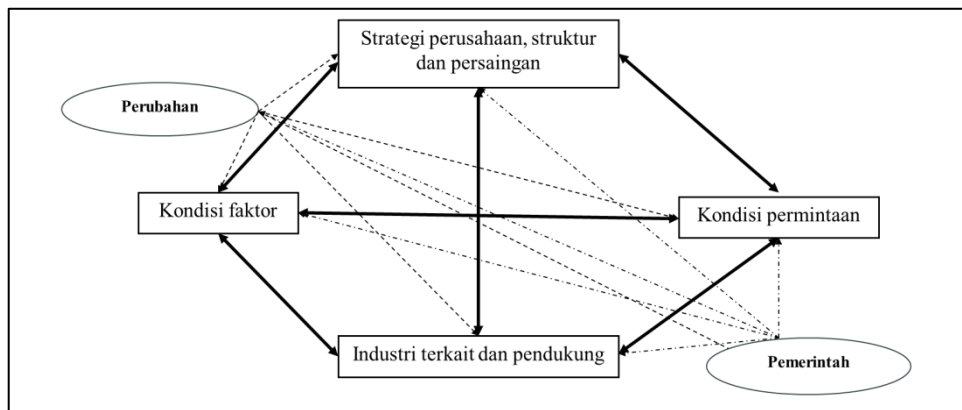 Strategi perusahaan, struktur
dan persaingan
Perubahan
Kondisi faktor
Kondisi permintaan
Industri terkait dan pendukung
Pemerintah